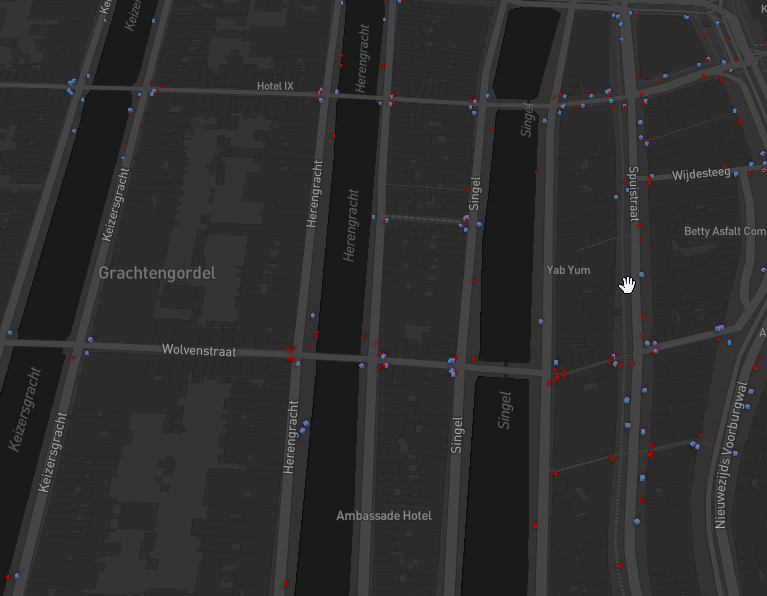 Keizersgracht
Herengracht
Hotel IX
Singel
Spuistraat
Wijdesteeg
Keizersgracht
Herengracht
Herengracht
Singel
Betty Asfalt Com
Grachtengordel
Yab Yum
Wolvenstraat
Keizersgracht
Keizersgracht
Herengracht
Singel
Singel
Nieuwezijds Voorburgwal
Ambassade Hotel